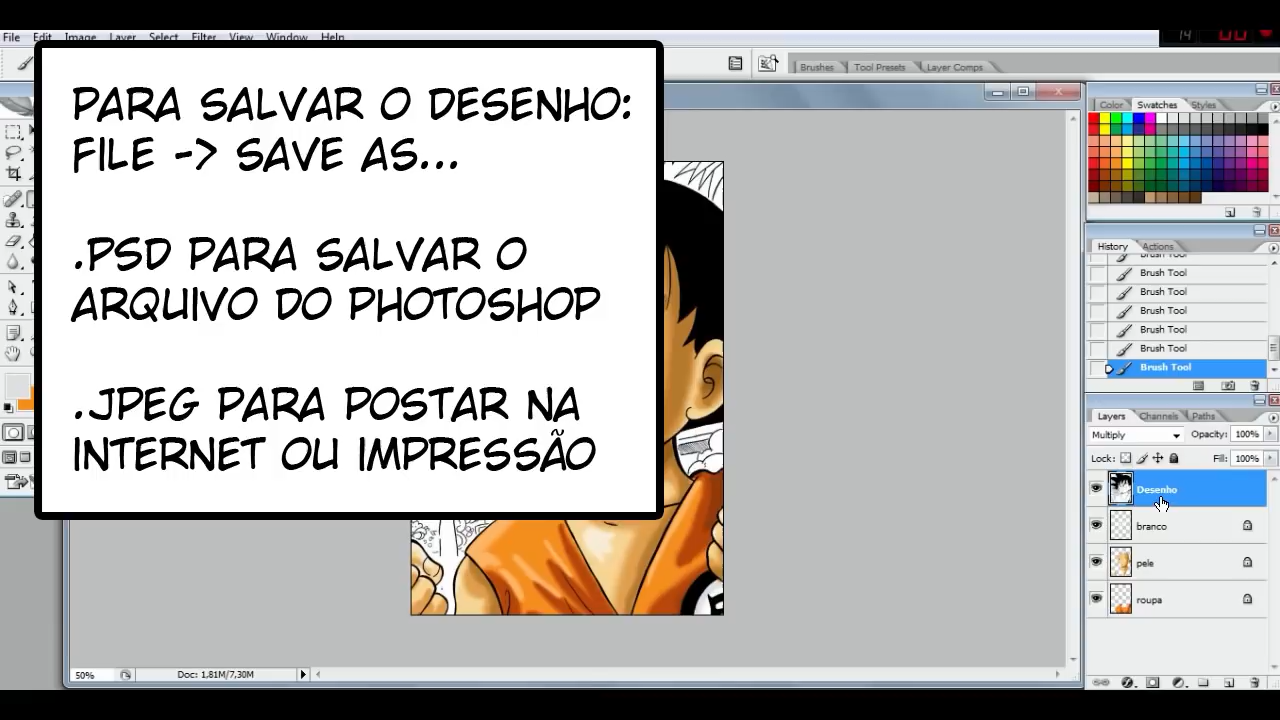 File Edit Image Layer Select Filter View Window Help
14
Brushes Tool Presets Layer Comps
PARA SALVAR O DESENHO:
FILE -> SAVE AS...
.PSD PARA SALVAR O
ARQUIVO DO PHOTOSHOP
.JPEG PARA POSTAR NA
INTERNET OU IMPRESSÃO
Color Swatches Styles
History Actions
Brush Tool
Brush Tool
Brush Tool
Brush Tool
Brush Tool
Brush Tool
Brush Tool
Layers Channels Paths
Multiply Opacity: 100%
Lock: Fill: 100%
Desenho
branco
pele
roupa
50% Doc: 1,81M/7,30M